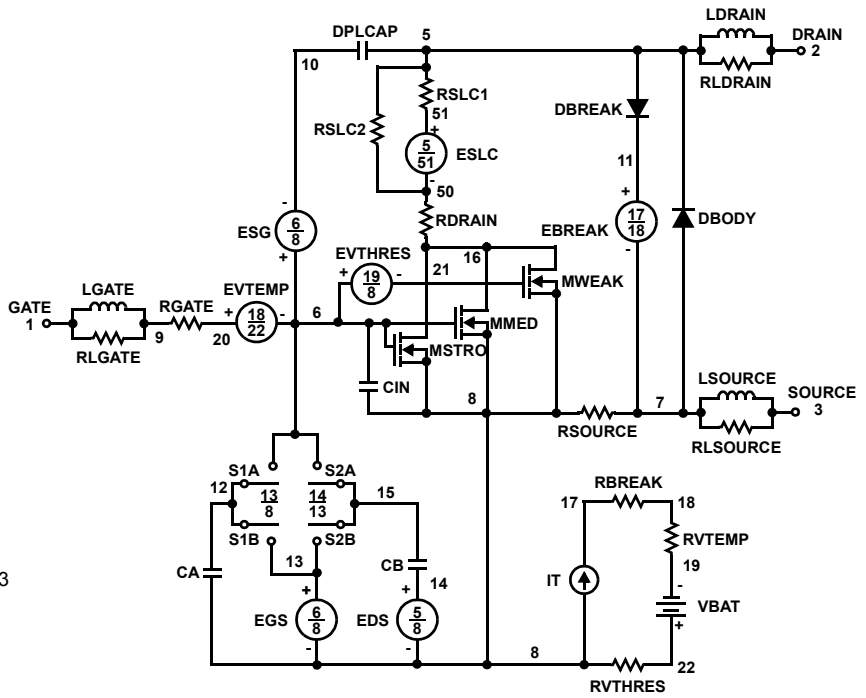 LDRAIN
DPLCAP 5 DRAIN
10 2
RSLC1 RLDRAIN
51 DBREAK
RSLC2 +
5
51 ESLC
- 11
50
- + 17
18
ESG 6
8 RDRAIN EBREAK DBODY
+ EVTHRES 16 -
21
+ 19
8 - MWEAK
LGATE EVTEMP
GATE RGATE + 18
22 - 6
1 MMED
9 20
RLGATE MSTRO
CIN LSOURCE
8 7 SOURCE
3
RSOURCE
RLSOURCE
S1A S2A RBREAK
12 13
8 14
13 15 17 18
S1B S2B RVTEMP
13 CB 19
CA 14 IT -
3 + + VBAT
EGS 6
8 EDS 5
8 +
- - 8 22
RVTHRES